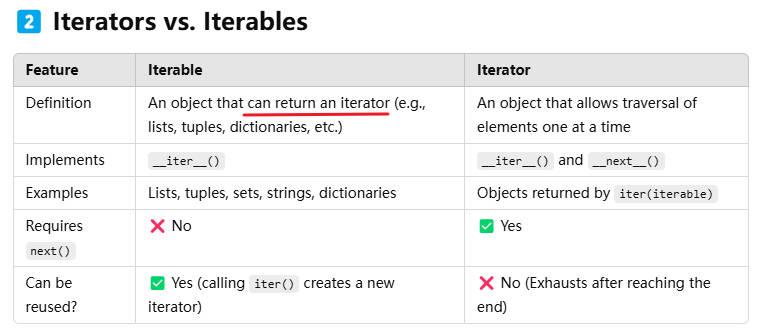 2 Iterators vs. Iterables
Feature Iterable Iterator
Definition An object that can return an iterator (e.g., lists, tuples, dictionaries, etc.) An object that allows traversal of elements one at a time
Implements __iter__() __iter__() and __next__()
Examples Lists, tuples, sets, strings, dictionaries Objects returned by iter(iterable)
Requires next() ❌ No ✅ Yes
Can be reused? ✅ Yes (calling iter() creates a new iterator) ❌ No (Exhausts after reaching the end)